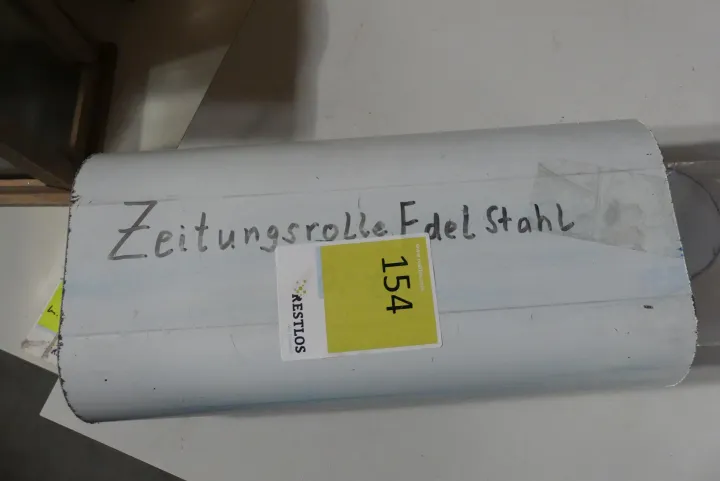 Zeitungsrolle Edel Stahl
154
RESTLOS